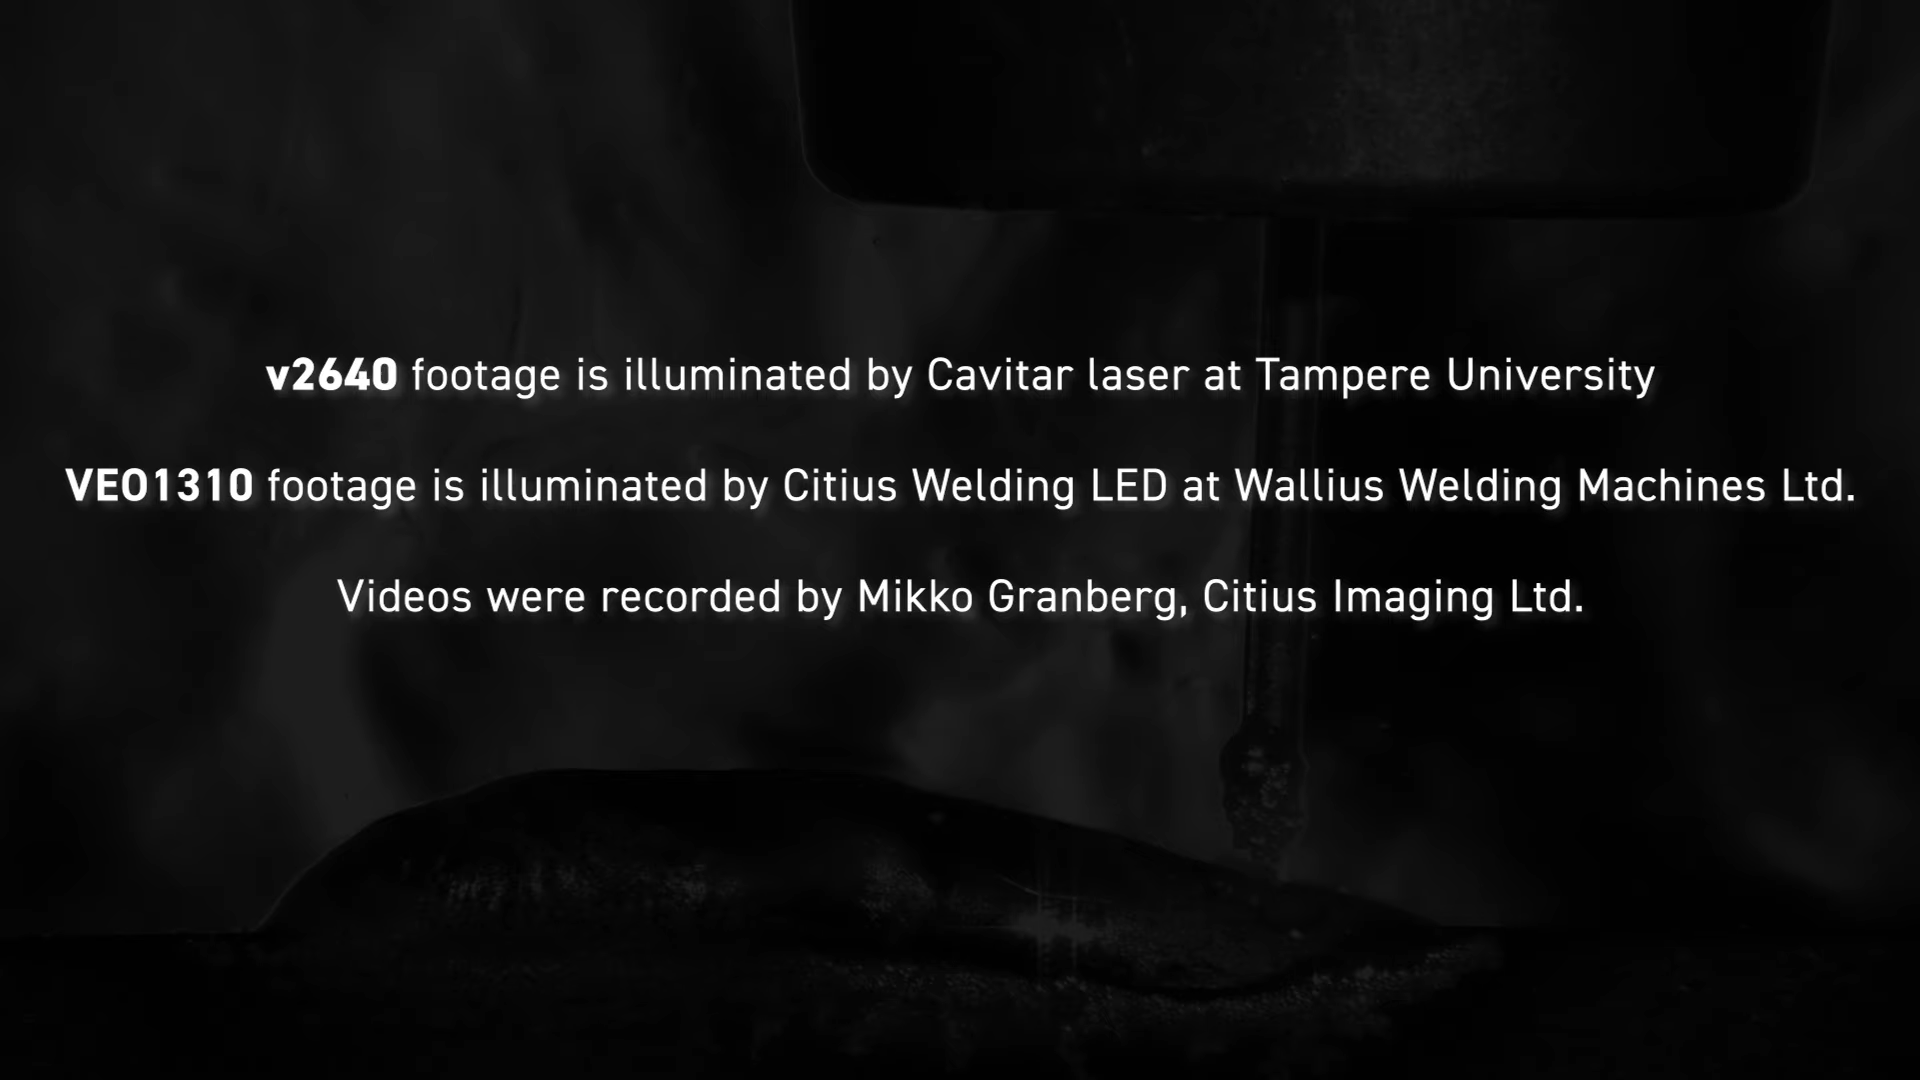 v2640 footage is illuminated by Cavitar laser at Tampere University
VEO1310 footage is illuminated by Citius Welding LED at Wallius Welding Machines Ltd.
Videos were recorded by Mikko Granberg, Citius Imaging Ltd.